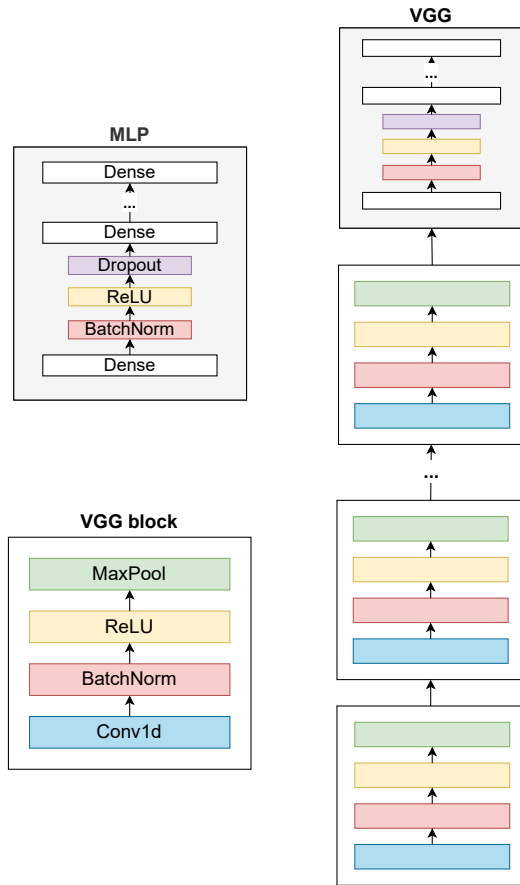 MLP
Dense
...
Dense
Dropout
ReLU
BatchNorm
Dense
VGG block
MaxPool
ReLU
BatchNorm
Conv1d
VGG
...
...